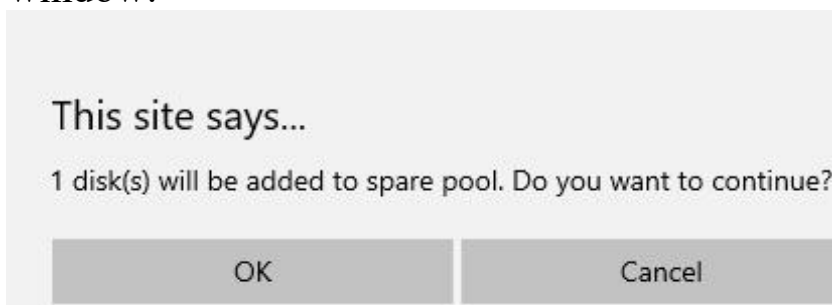 This site says...
1 disk(s) will be added to spare pool. Do you want to continue?
OK Cancel